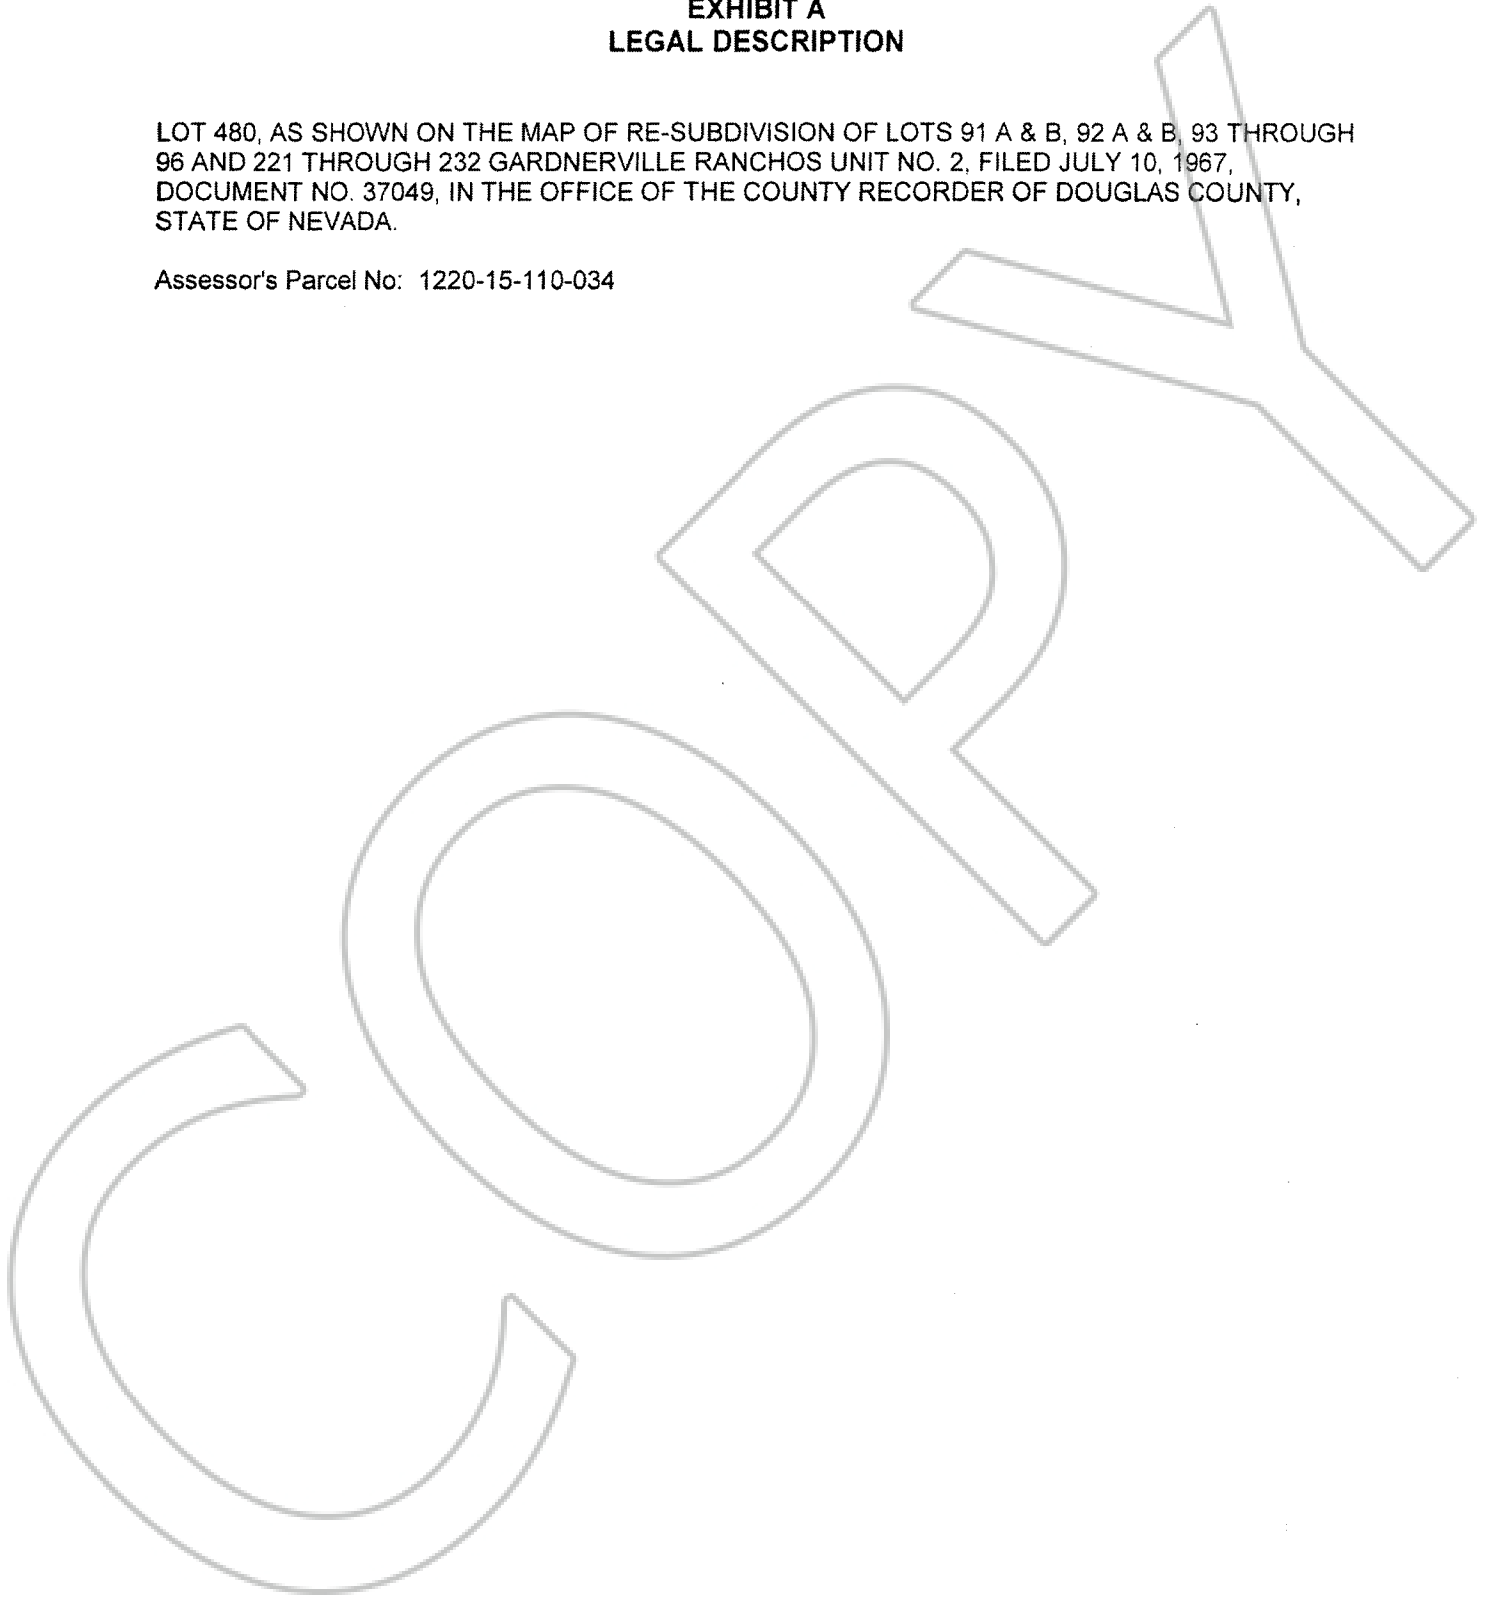 EXHIBIT A
LEGAL DESCRIPTION
LOT 480, AS SHOWN ON THE MAP OF RE-SUBDIVISION OF LOTS 91 A & B, 92 A & B, 93 THROUGH
96 AND 221 THROUGH 232 GARDNERVILLE RANCHOS UNIT NO. 2, FILED JULY 10, 1967,
DOCUMENT NO. 37049, IN THE OFFICE OF THE COUNTY RECORDER OF DOUGLAS COUNTY,
STATE OF NEVADA.
Assessor's Parcel No: 1220-15-110-034
COPY